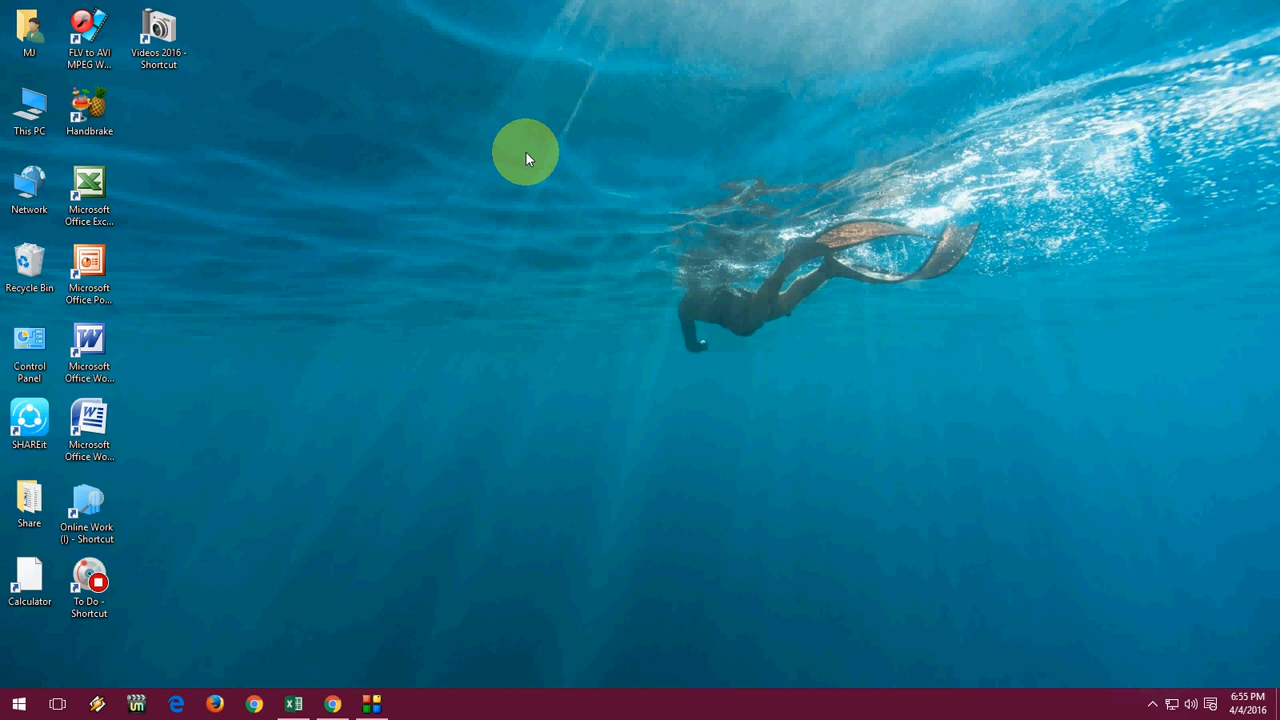 MJ
FLV to AVI
MPEG W...
Videos 2016 -
Shortcut
This PC
Handbrake
Network
Microsoft
Office Exc...
Recycle Bin
Microsoft
Office Po...
Control
Panel
Microsoft
Office Wo...
SHAREit
Microsoft
Office Wo...
Share
Online Work
(I) - Shortcut
Calculator
To Do -
Shortcut
6:55 PM
4/4/2016